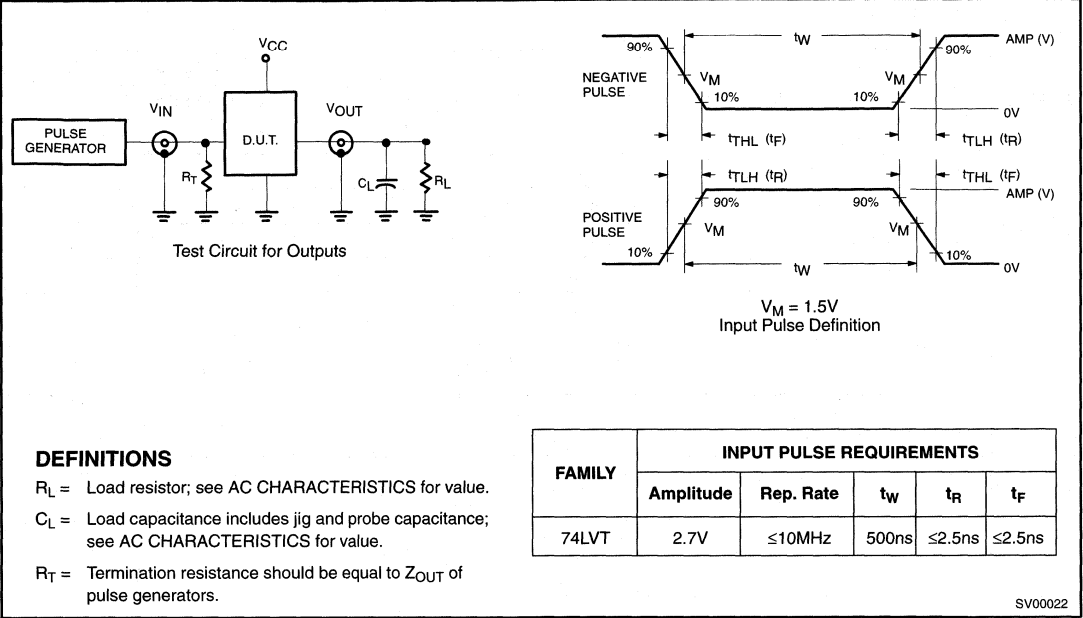 VCC
VIN
VOUT
PULSE
GENERATOR
D.U.T.
RT
CL
RL
Test Circuit for Outputs
tW
AMP (V)
90%
90%
NEGATIVE
PULSE
VM
VM
10%
10%
0V
tTHL (tF)
tTLH (tR)
tTLH (tR)
tTHL (tF)
AMP (V)
90%
90%
POSITIVE
PULSE
VM
VM
10%
10%
tW
0V
VM = 1.5V
Input Pulse Definition
DEFINITIONS
RL = Load resistor; see AC CHARACTERISTICS for value.
CL = Load capacitance includes jig and probe capacitance;
see AC CHARACTERISTICS for value.
RT = Termination resistance should be equal to ZOUT of
pulse generators.
FAMILY
INPUT PULSE REQUIREMENTS
Amplitude Rep. Rate tW tR tF
74LVT 2.7V ≤10MHz 500ns ≤2.5ns ≤2.5ns
SV00022